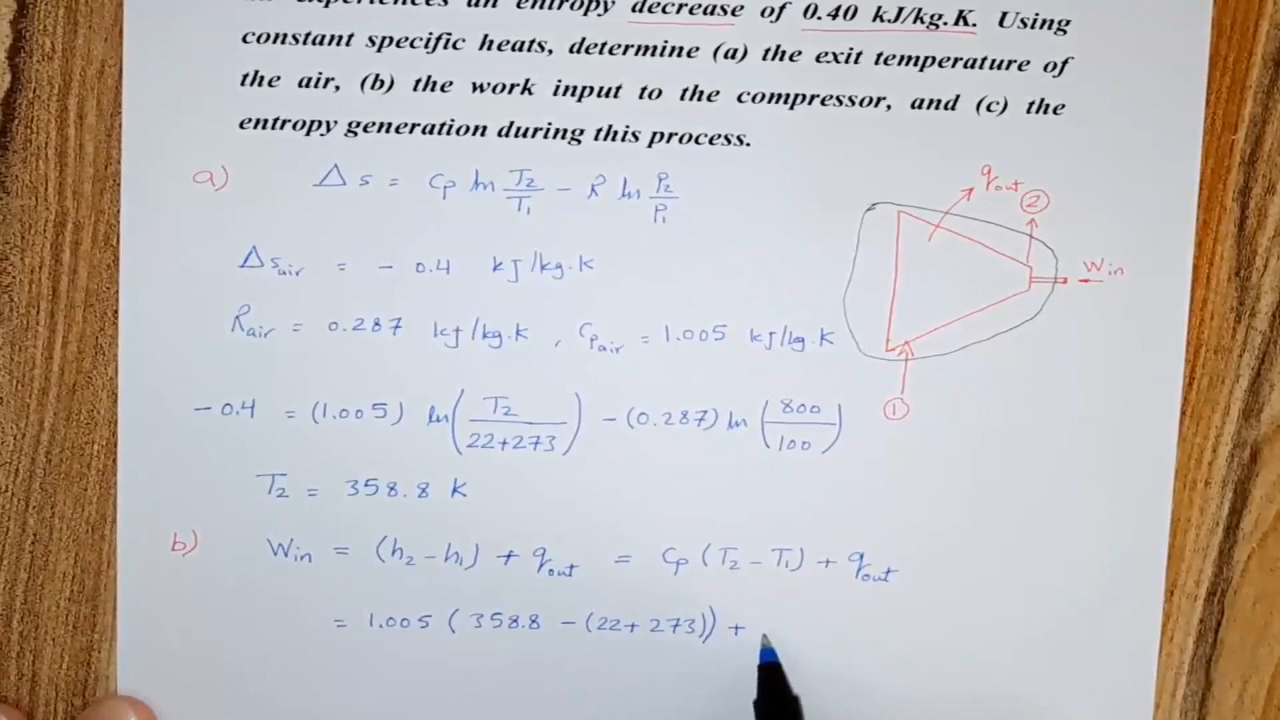 an experiences an entropy decrease of 0.40 kJ/kg.K. Using
constant specific heats, determine (a) the exit temperature of
the air, (b) the work input to the compressor, and (c) the
entropy generation during this process.
a) Δs = Cp ln T2/T1 - R ln P2/P1
Δsair = - 0.4 kJ/kg.K
Rair = 0.287 kJ/kg.K , Cpair = 1.005 kJ/kg.K
-0.4 = (1.005) ln(T2/22+273) - (0.287) ln (800/100)
T2 = 358.8 K
b) Win = (h2-h1) + qout = Cp (T2-T1) + qout
= 1.005 (358.8 - (22+273)) +
qout
2
Win
1